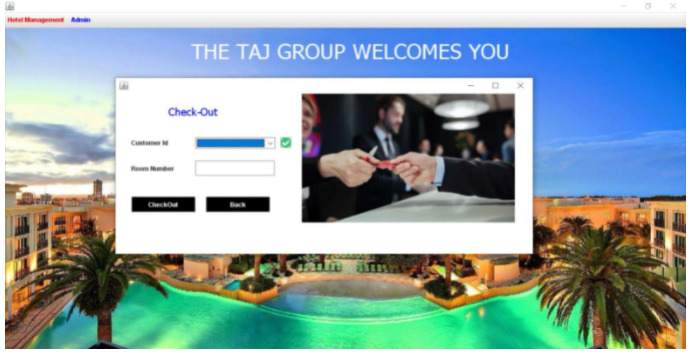 Hotel Management Admin
THE TAJ GROUP WELCOMES YOU
Check-Out
Customer Id
Room Number
CheckOut Back